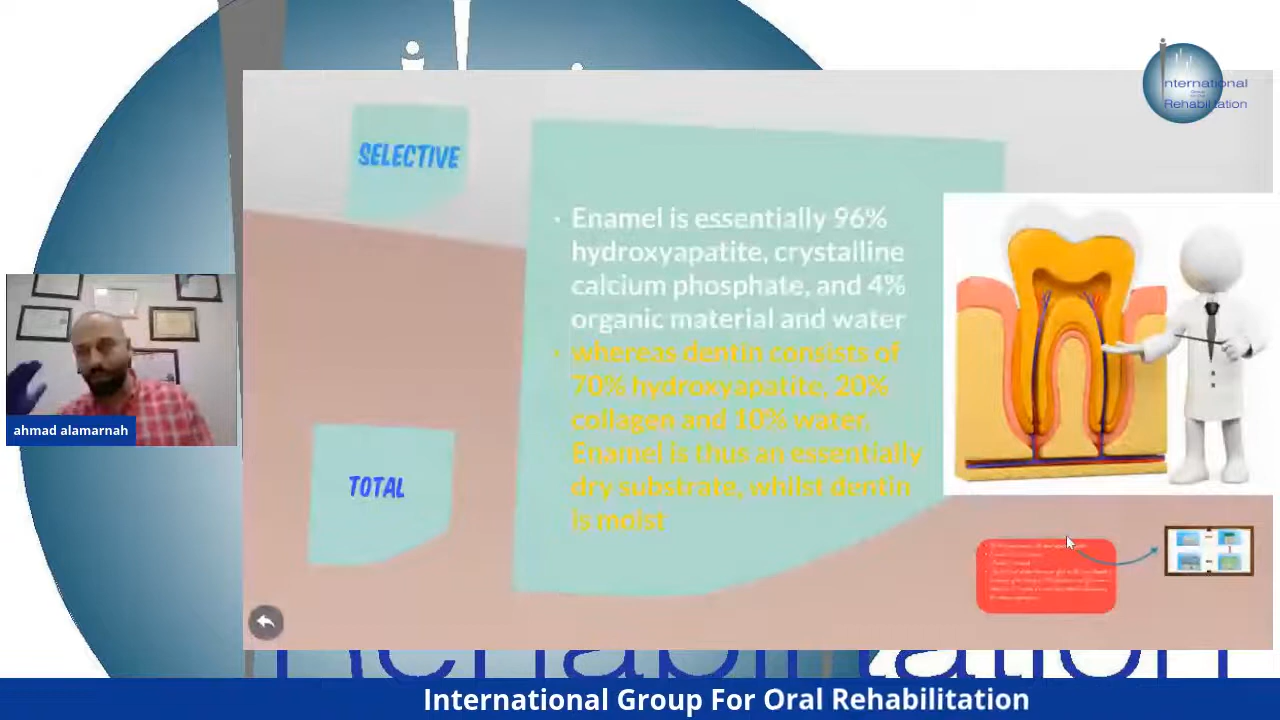 nternational
Rehabilitation
SELECTIVE
• Enamel is essentially 96%
hydroxyapatite, crystalline
calcium phosphate, and 4%
organic material and water
• whereas dentin consists of
70% hydroxyapatite, 20%
collagen and 10% water.
Enamel is thus an essentially
dry substrate, whilst dentin
is moist
ahmad alamarnah
TOTAL
Rehabilitation
International Group For Oral Rehabilitation